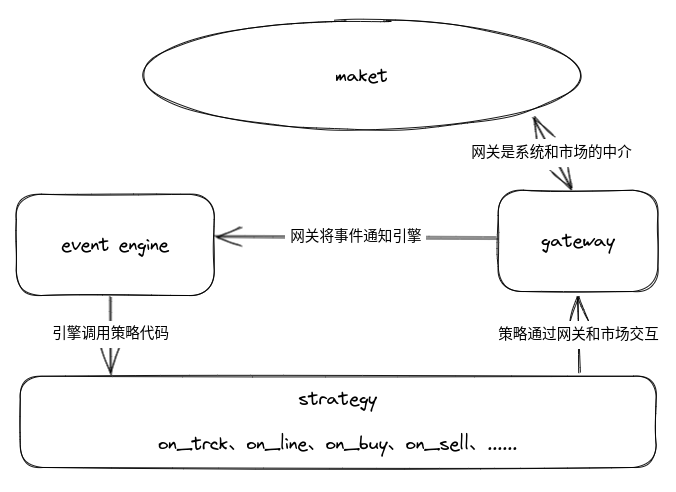 maket
网关是系统和市场的中介
event engine
网关将事件通知引擎
gateway
引擎调用策略代码
策略通过网关和市场交互
strategy
on_trck、on_line、on_buy、on_sell、……